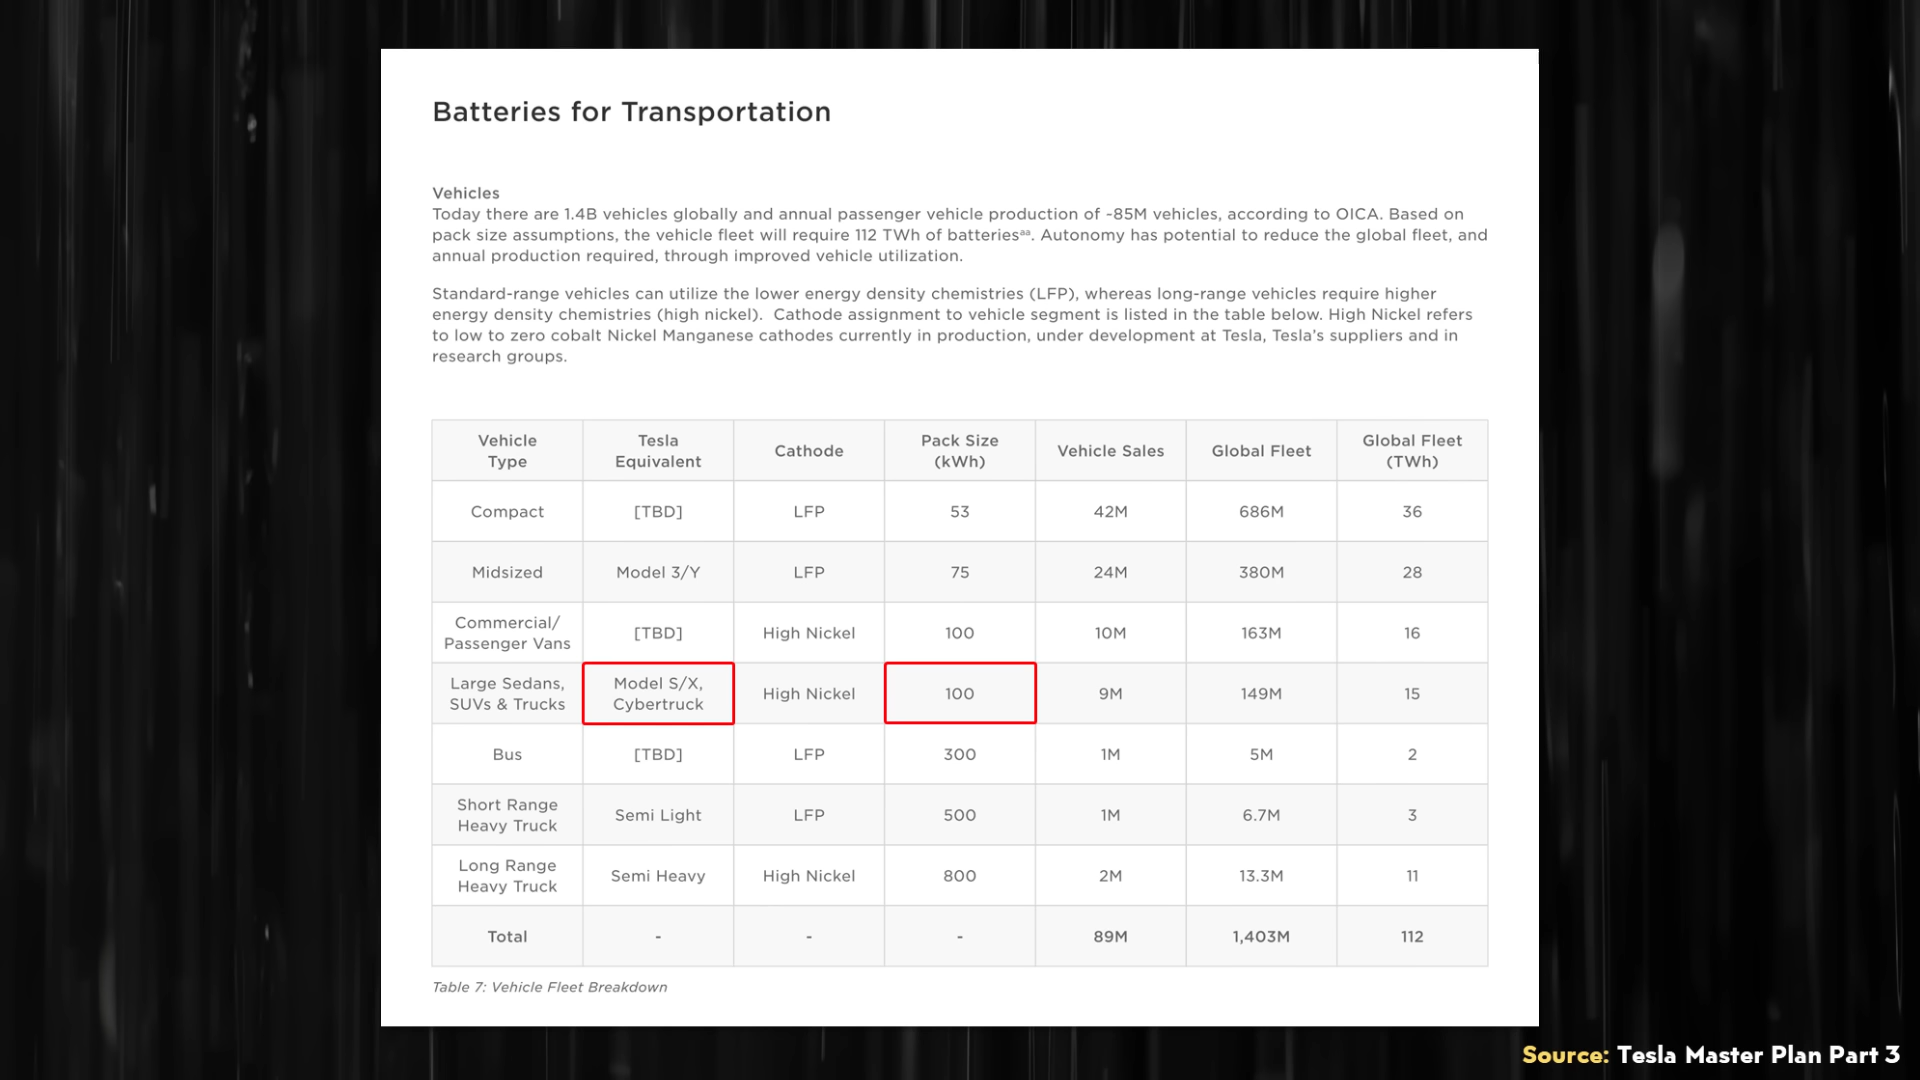 Batteries for Transportation
Vehicles
Today there are 1.4B vehicles globally and annual passenger vehicle production of ~85M vehicles, according to OICA. Based on
pack size assumptions, the vehicle fleet will require 112 TWh of batteriesᵃᵃ. Autonomy has potential to reduce the global fleet, and
annual production required, through improved vehicle utilization.
Standard-range vehicles can utilize the lower energy density chemistries (LFP), whereas long-range vehicles require higher
energy density chemistries (high nickel). Cathode assignment to vehicle segment is listed in the table below. High Nickel refers
to low to zero cobalt Nickel Manganese cathodes currently in production, under development at Tesla, Tesla's suppliers and in
research groups.
Vehicle Type Tesla Equivalent Cathode Pack Size (kWh) Vehicle Sales Global Fleet Global Fleet (TWh)
Compact [TBD] LFP 53 42M 686M 36
Midsized Model 3/Y LFP 75 24M 380M 28
Commercial/ Passenger Vans [TBD] High Nickel 100 10M 163M 16
Large Sedans, SUVs & Trucks Model S/X, Cybertruck High Nickel 100 9M 149M 15
Bus [TBD] LFP 300 1M 5M 2
Short Range Heavy Truck Semi Light LFP 500 1M 6.7M 3
Long Range Heavy Truck Semi Heavy High Nickel 800 2M 13.3M 11
Total - - - 89M 1,403M 112
Table 7: Vehicle Fleet Breakdown
Source: Tesla Master Plan Part 3